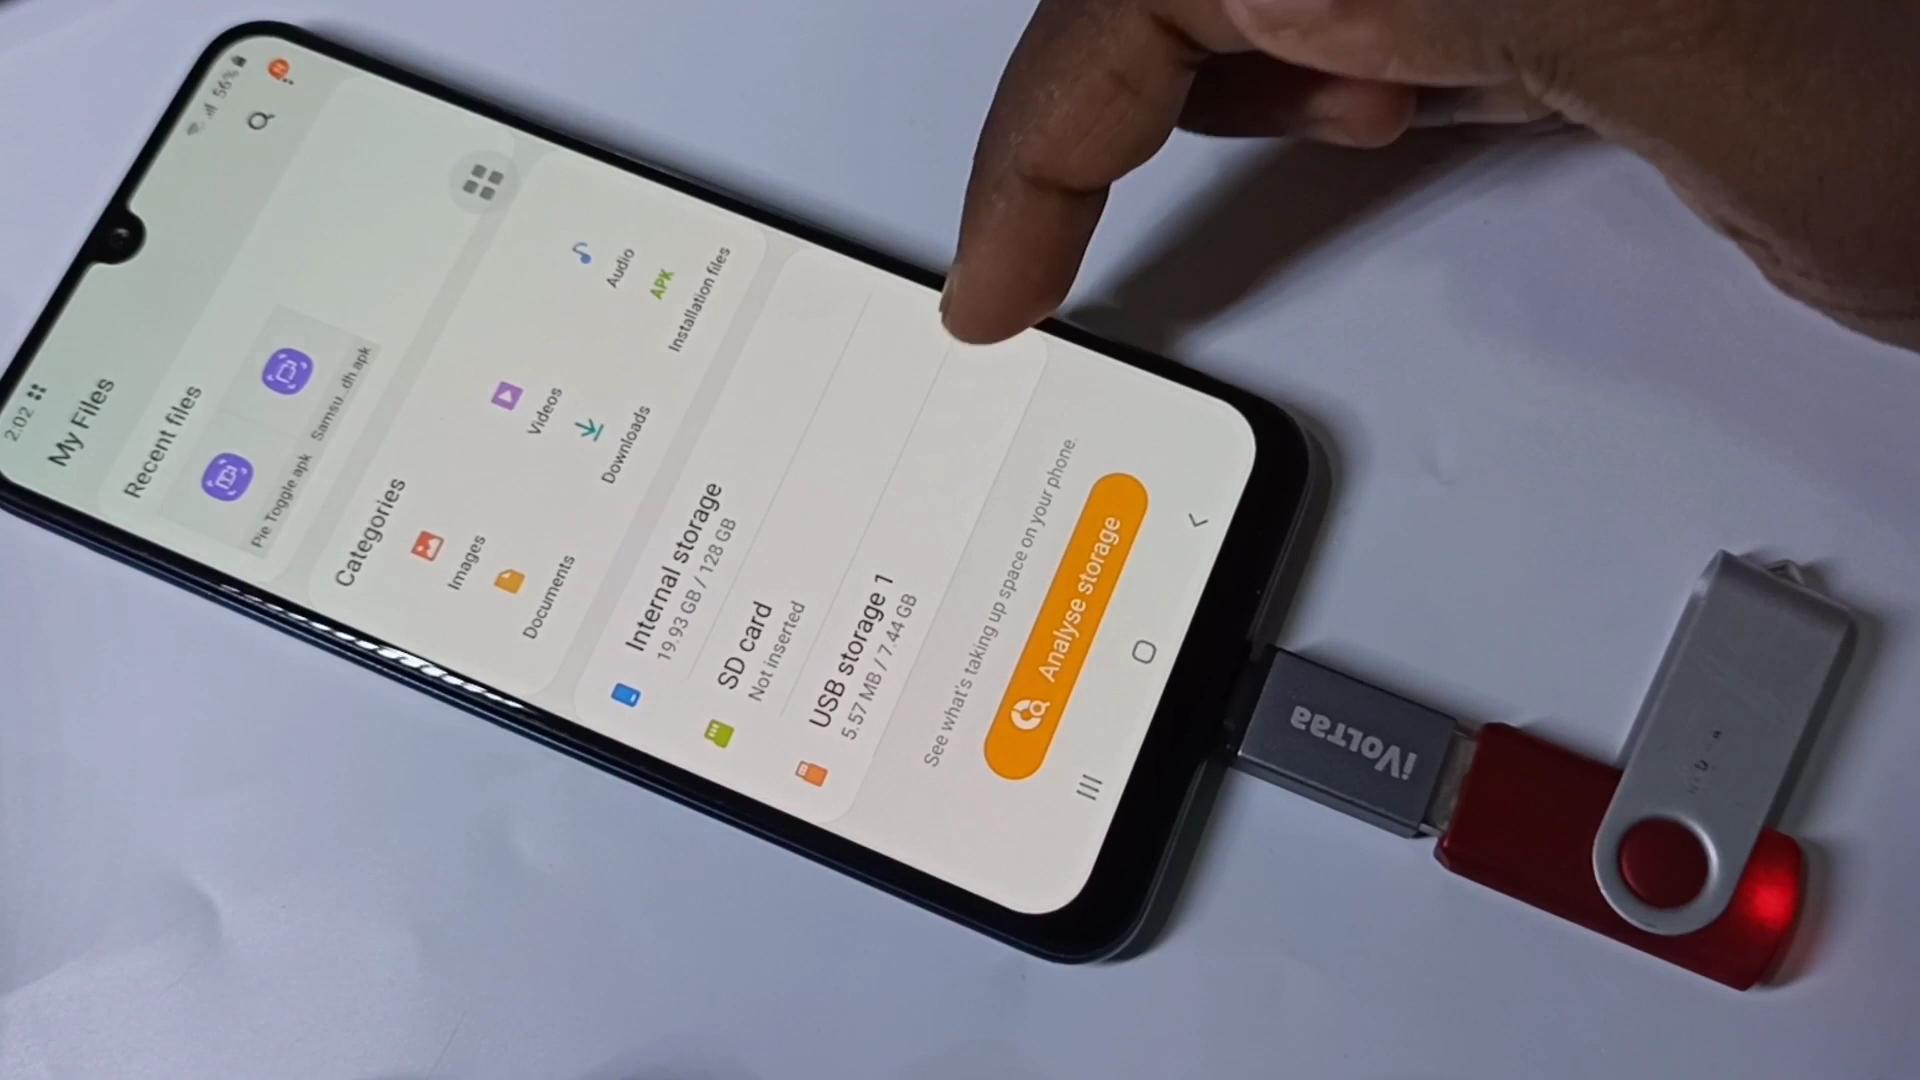 2:02
56%
My Files
Recent files
Pie Toggle.apk
Samsu...dh.apk
Categories
Images
Videos
Audio
Documents
Downloads
APK
Installation files
Internal storage
19.93 GB / 128 GB
SD card
Not inserted
USB storage 1
5.57 MB / 7.44 GB
See what's taking up space on your phone.
Analyse storage
iVOLTAA